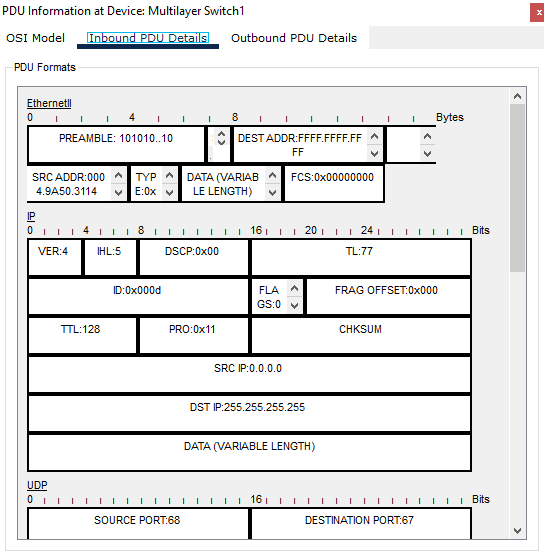 PDU Information at Device: Multilayer Switch1
x
OSI Model Inbound PDU Details Outbound PDU Details
PDU Formats
EthernetII
0 4 8 Bytes
PREAMBLE: 101010..10
DEST ADDR:FFFF.FFFF.FF
FF
SRC ADDR:000
4.9A50.3114
TYP
E:0x
DATA (VARIAB
LE LENGTH)
FCS:0x00000000
IP
0 4 8 16 20 24 Bits
VER:4 IHL:5 DSCP:0x00 TL:77
ID:0x000d
FLA
GS:0
FRAG OFFSET:0x000
TTL:128 PRO:0x11 CHKSUM
SRC IP:0.0.0.0
DST IP:255.255.255.255
DATA (VARIABLE LENGTH)
UDP
0 16 Bits
SOURCE PORT:68 DESTINATION PORT:67